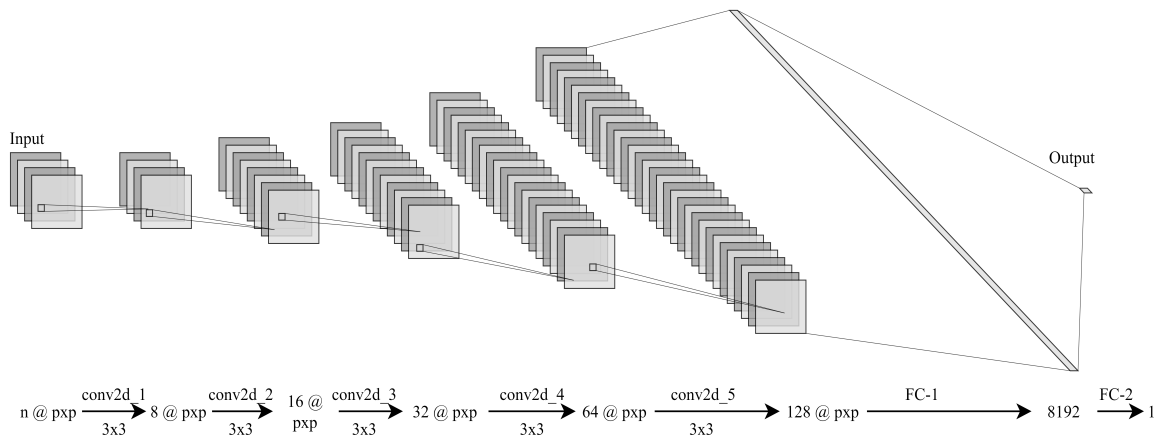 Input
Output
conv2d_1
conv2d_2
conv2d_3
conv2d_4
conv2d_5
FC-1
FC-2
n @ pxp
8 @ pxp
16 @
pxp
32 @ pxp
64 @ pxp
128 @ pxp
8192
1
3x3
3x3
3x3
3x3
3x3